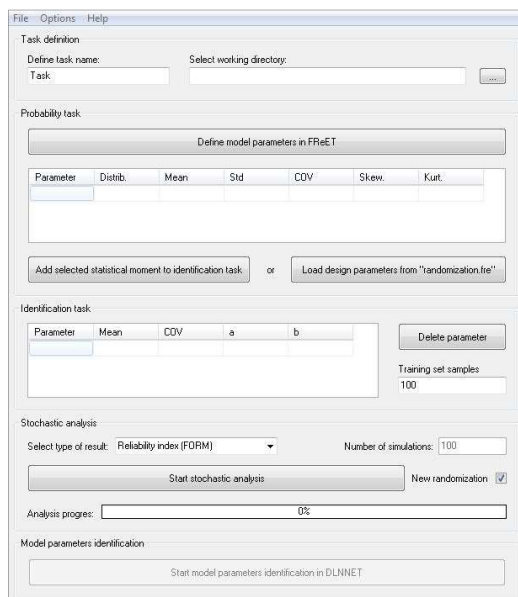 File Options Help
Task definition
Define task name: Select working directory:
Task ...
Probability task
Define model parameters in FReET
Parameter Distrib. Mean Std COV Skew. Kurt.
Add selected statistical moment to identification task or Load design parameters from "randomization.fre"
Identification task
Parameter Mean COV a b
Delete parameter
Training set samples
100
Stochastic analysis
Select type of result: Reliability index (FORM) Number of simulations: 100
Start stochastic analysis New randomization
Analysis progres: 0%
Model parameters identification
Start model parameters identification in DLNNET